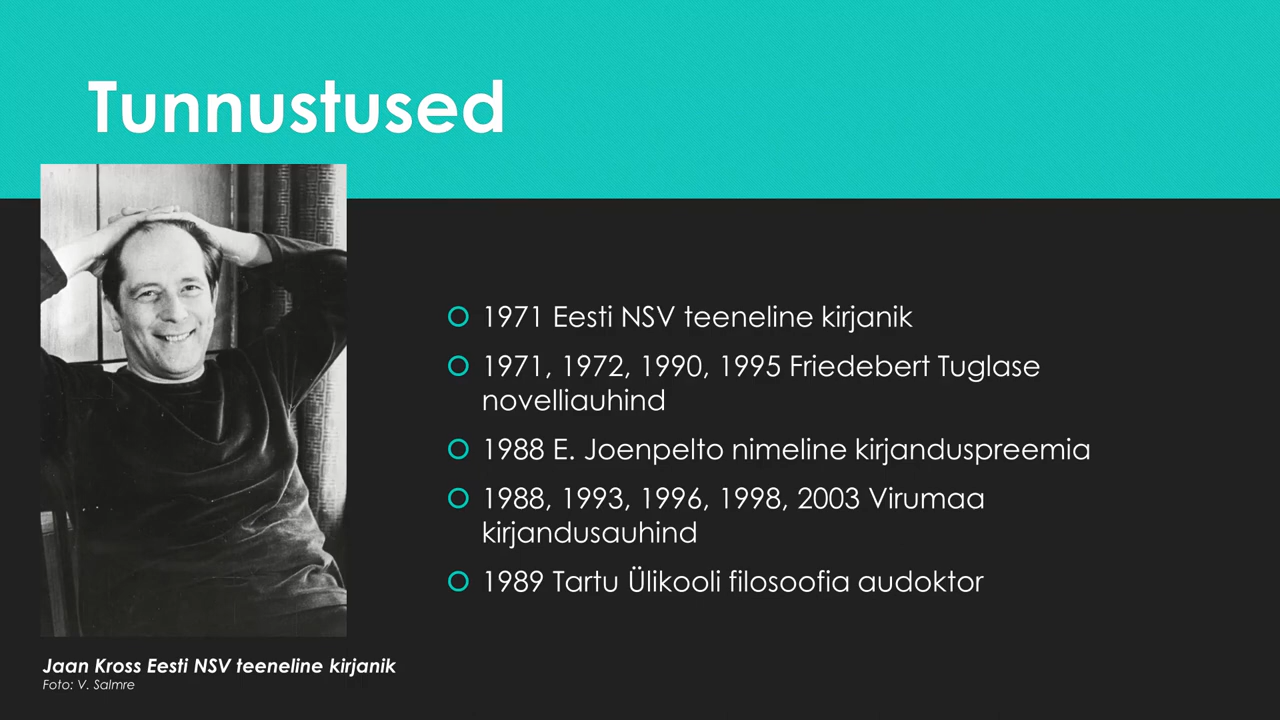 Tunnustused
1971 Eesti NSV teeneline kirjanik
1971, 1972, 1990, 1995 Friedebert Tuglase
novelliauhind
1988 E. Joenpelto nimeline kirjanduspreemia
1988, 1993, 1996, 1998, 2003 Virumaa
kirjandusauhind
1989 Tartu Ülikooli filosoofia audoktor
Jaan Kross Eesti NSV teeneline kirjanik
Foto: V. Salmre